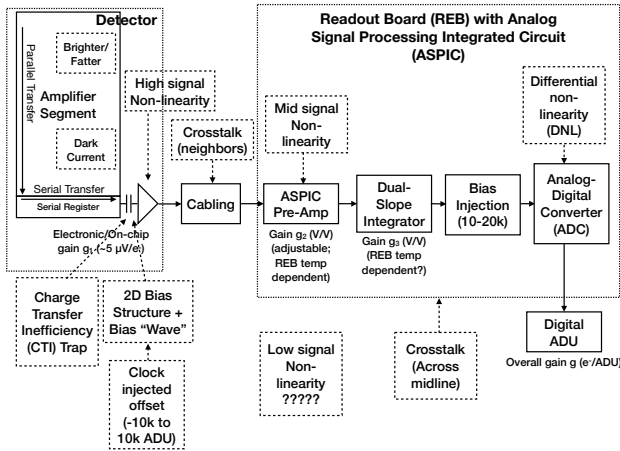 Detector
Readout Board (REB) with Analog
Signal Processing Integrated Circuit
(ASPIC)
Parallel Transfer
Brighter/
Fatter
Amplifier
Segment
Dark
Current
Serial Transfer
Serial Register
Electronic/On-chip
gain g₁ (~5 µV/e-)
High signal
Non-linearity
Crosstalk
(neighbors)
Cabling
Mid signal
Non-
linearity
ASPIC
Pre-Amp
Gain g₂ (V/V)
(adjustable;
REB temp
dependent)
Dual-
Slope
Integrator
Gain g₃ (V/V)
(REB temp
dependent?)
Bias
Injection
(10-20k)
Differential
non-
linearity
(DNL)
Analog-
Digital
Converter
(ADC)
Charge
Transfer
Inefficiency
(CTI) Trap
2D Bias
Structure +
Bias “Wave”
Clock
injected
offset
(-10k to
10k ADU)
Low signal
Non-
linearity
?????
Crosstalk
(Across
midline)
Digital
ADU
Overall gain g (e-/ADU)